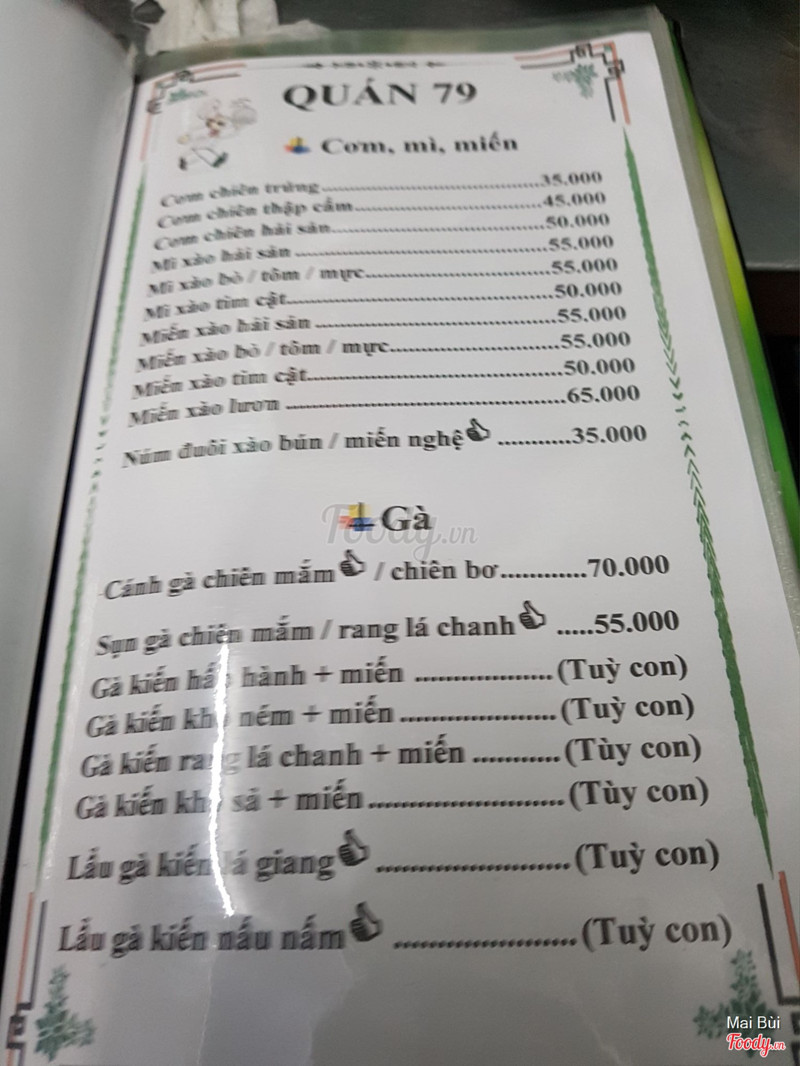 QUÁN 79
Cơm, mì, miến
Cơm chiên trứng.......................................35.000
Cơm chiên thập cẩm.................................45.000
Cơm chiên hải sản.....................................50.000
Mì xào hải sản ...........................................55.000
Mì xào bò / tôm / mực................................55.000
Mì xào tim cật.............................................50.000
Miến xào hải sản ........................................55.000
Miến xào bò / tôm / mực.............................55.000
Miến xào tim cật..........................................50.000
Miến xào lươn .............................................65.000
Núm đuôi xào bún / miến nghệ ...........35.000
Gà
Cánh gà chiên mắm / chiên bơ............70.000
Sụn gà chiên mắm / rang lá chanh .....55.000
Gà kiến hấp hành + miến ...................(Tuỳ con)
Gà kiến kho ném + miến......................(Tuỳ con)
Gà kiến rang lá chanh + miến ............(Tùy con)
Gà kiến kho sả + miến...........................(Tùy con)
Lẩu gà kiến lá giang ...........................(Tuỳ con)
Lẩu gà kiến nấu nấm .........................(Tuỳ con)
Foody.vn
Mai Bùi
Foody.vn